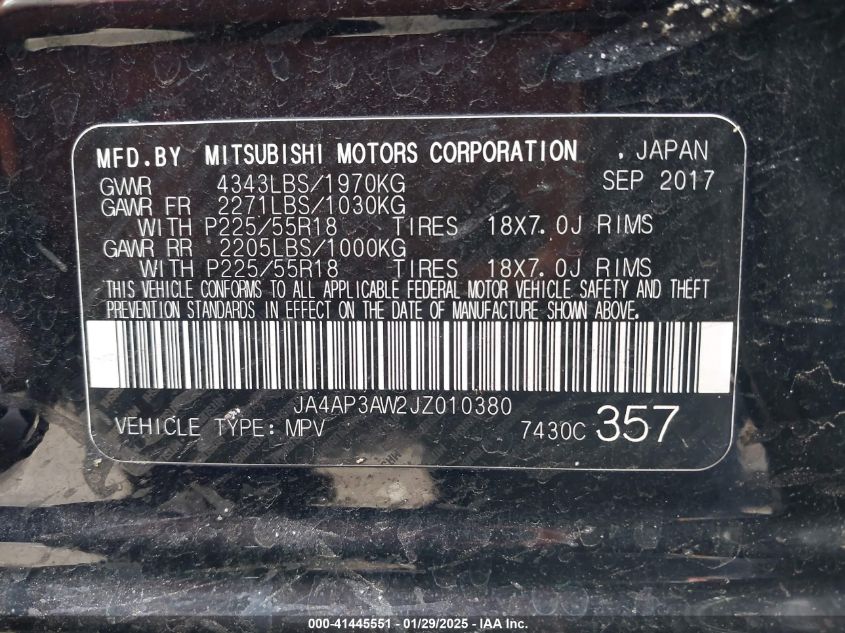 MFD.BY MITSUBISHI MOTORS CORPORATION , JAPAN
GVWR 4343LBS/1970KG SEP 2017
GAWR FR 2271LBS/1030KG
WITH P225/55R18 TIRES 18X7.0J RIMS
GAWR RR 2205LBS/1000KG
WITH P225/55R18 TIRES 18X7.0J RIMS
THIS VEHICLE CONFORMS TO ALL APPLICABLE FEDERAL MOTOR VEHICLE SAFETY AND THEFT
PREVENTION STANDARDS IN EFFECT ON THE DATE OF MANUFACTURE SHOWN ABOVE.
JA4AP3AW2JZ010380
VEHICLE TYPE: MPV 7430C 357
000-41445551 - 01/29/2025 - IAA Inc.